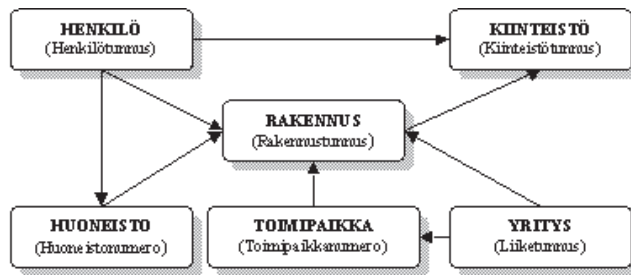 HENKILÖ
(Henkilötunnus)
KIINTEISTÖ
(Kiinteistötunnus)
RAKENNUS
(Rakennustunnus)
HUONEISTO
(Huoneistonumero)
TOIMIPAIKKA
(Toimipaikkanumero)
YRITYS
(Liiketunnus)